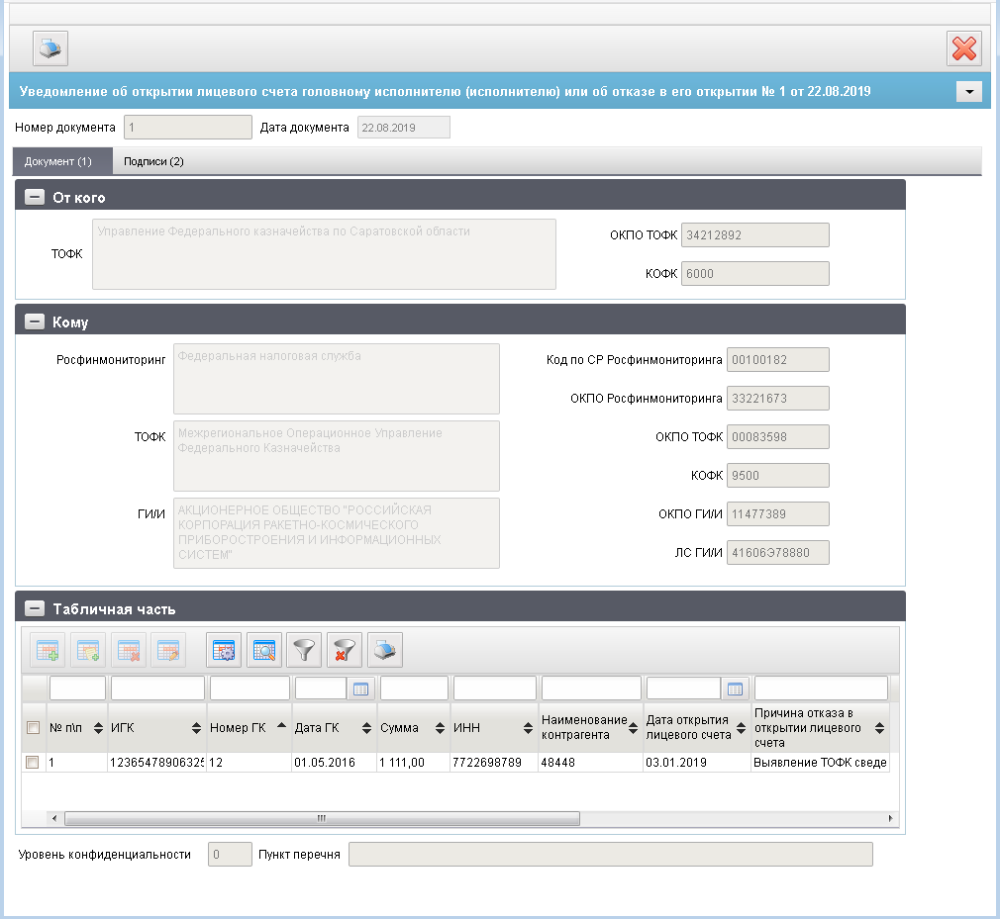 Уведомление об открытии лицевого счета головному исполнителю (исполнителю) или об отказе в его открытии № 1 от 22.08.2019
Номер документа 1 Дата документа 22.08.2019
Документ (1) Подписи (2)
От кого
ТОФК Управление Федерального казначейства по Саратовской области
ОКПО ТОФК 34212892
КОФК 6000
Кому
Росфинмониторинг Федеральная налоговая служба
Код по СР Росфинмониторинга 00100182
ОКПО Росфинмониторинга 33221673
ТОФК Межрегиональное Операционное Управление
Федерального Казначейства
ОКПО ТОФК 00083598
КОФК 9500
ГИ/И АКЦИОНЕРНОЕ ОБЩЕСТВО "РОССИЙСКАЯ
КОРПОРАЦИЯ РАКЕТНО-КОСМИЧЕСКОГО
ПРИБОРОСТРОЕНИЯ И ИНФОРМАЦИОННЫХ
СИСТЕМ"
ОКПО ГИ/И 11477389
ЛС ГИ/И 41606Э78880
Табличная часть
№ п\п ИГК Номер ГК Дата ГК Сумма ИНН Наименование контрагента Дата открытия лицевого счета Причина отказа в открытии лицевого счета
1 12365478906325 12 01.05.2016 1 111,00 7722698789 48448 03.01.2019 Выявление ТОФК сведе
Уровень конфиденциальности 0 Пункт перечня